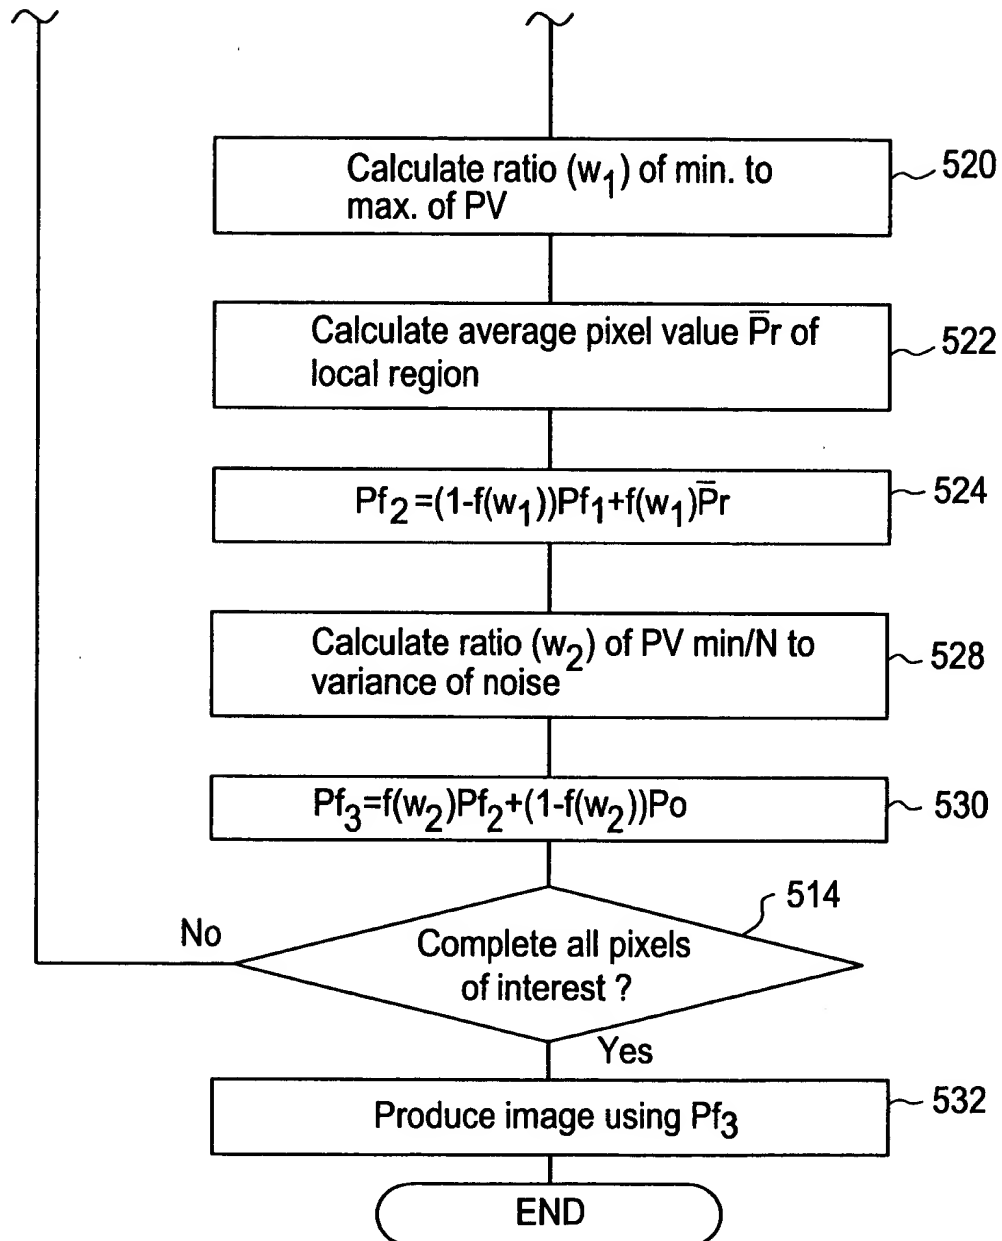 Calculate ratio (w₁) of min. to
max. of PV
520
Calculate average pixel value P̅r of
local region
522
Pf₂=(1-f(w₁))Pf₁+f(w₁)P̅r
524
Calculate ratio (w₂) of PV min/N to
variance of noise
528
Pf₃=f(w₂)Pf₂+(1-f(w₂))Po
530
514
No
Complete all pixels
of interest ?
Yes
Produce image using Pf₃
532
END